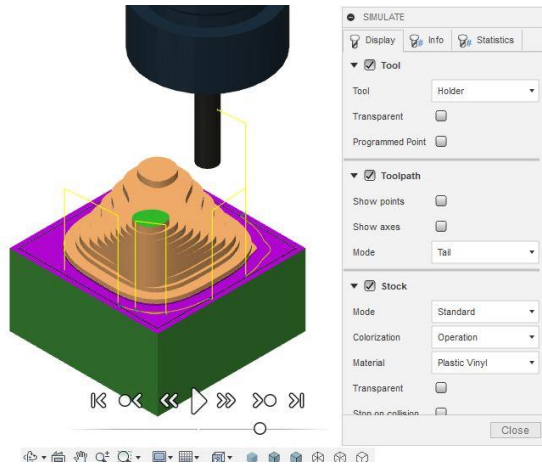 SIMULATE
Display Info Statistics
Tool
Tool Holder
Transparent
Programmed Point
Toolpath
Show points
Show axes
Mode Tail
Stock
Mode Standard
Colorization Operation
Material Plastic Vinyl
Transparent
Stop on collision
Close